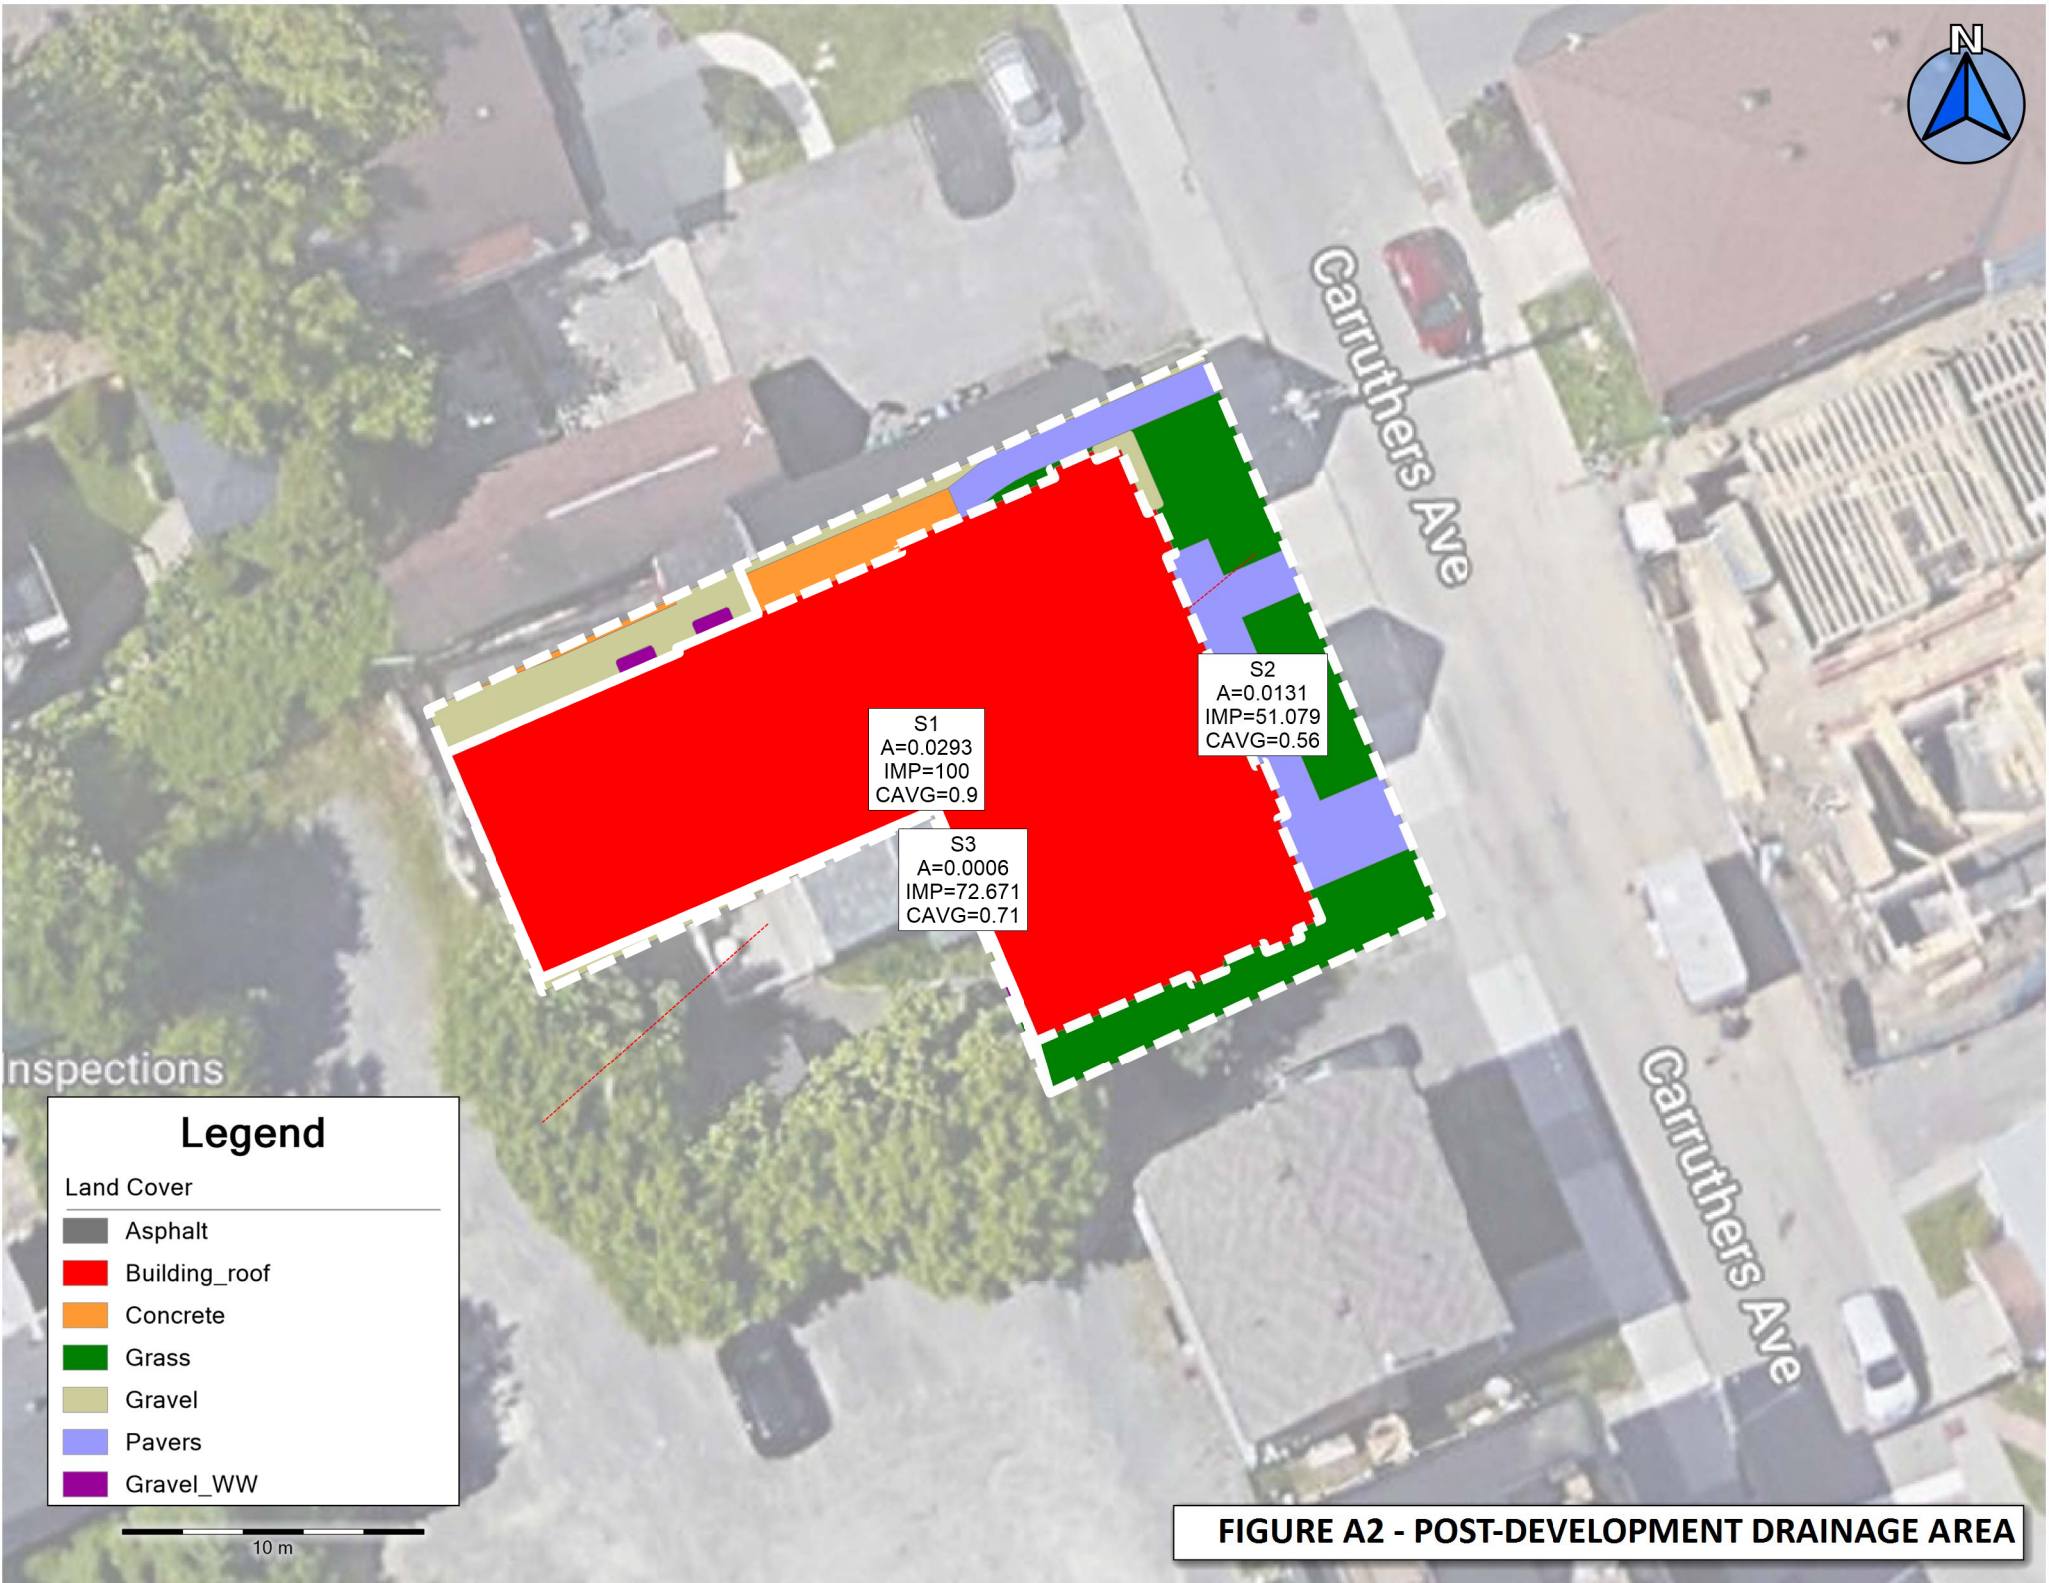 N
Carruthers Ave
S2
A=0.0131
IMP=51.079
CAVG=0.56
S1
A=0.0293
IMP=100
CAVG=0.9
S3
A=0.0006
IMP=72.671
CAVG=0.71
Inspections
Carruthers Ave
Legend
Land Cover
Asphalt
Building_roof
Concrete
Grass
Gravel
Pavers
Gravel_WW
10 m
FIGURE A2 - POST-DEVELOPMENT DRAINAGE AREA